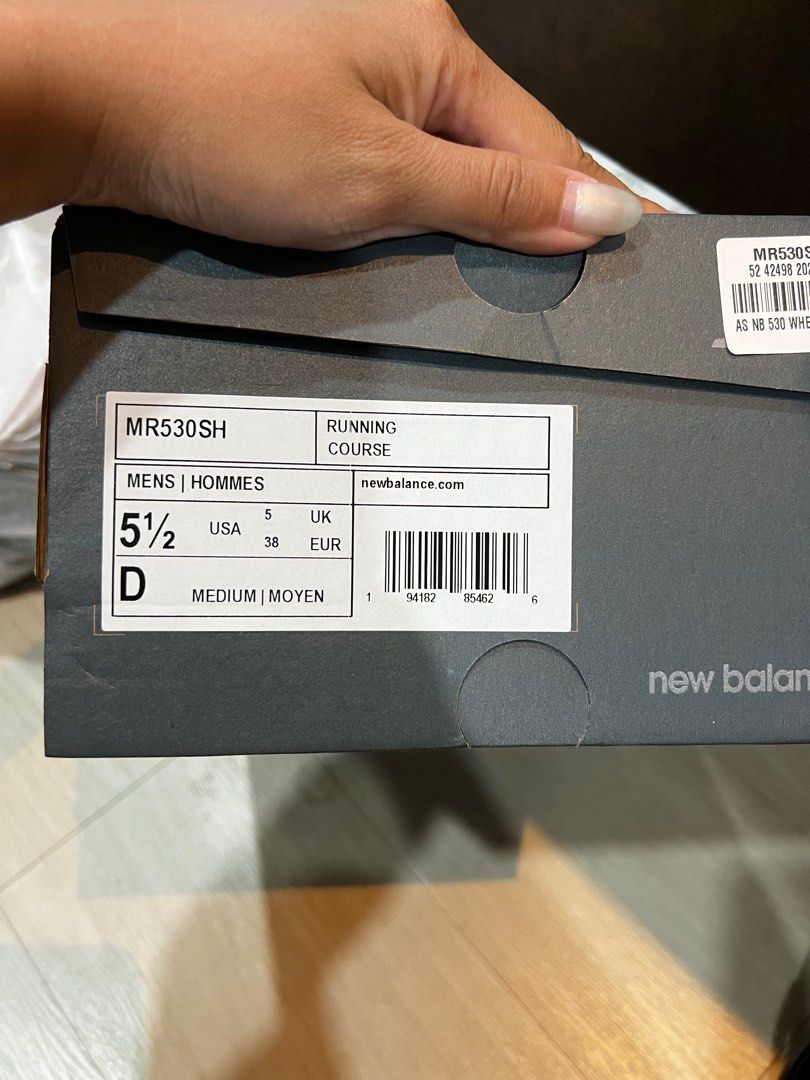 MR530S
52 42498 202
AS NB 530 WHE
MR530SH
RUNNING
COURSE
MENS | HOMMES
newbalance.com
5½ USA 5 UK
38 EUR
D MEDIUM | MOYEN
1 94182 85462 6
new balan